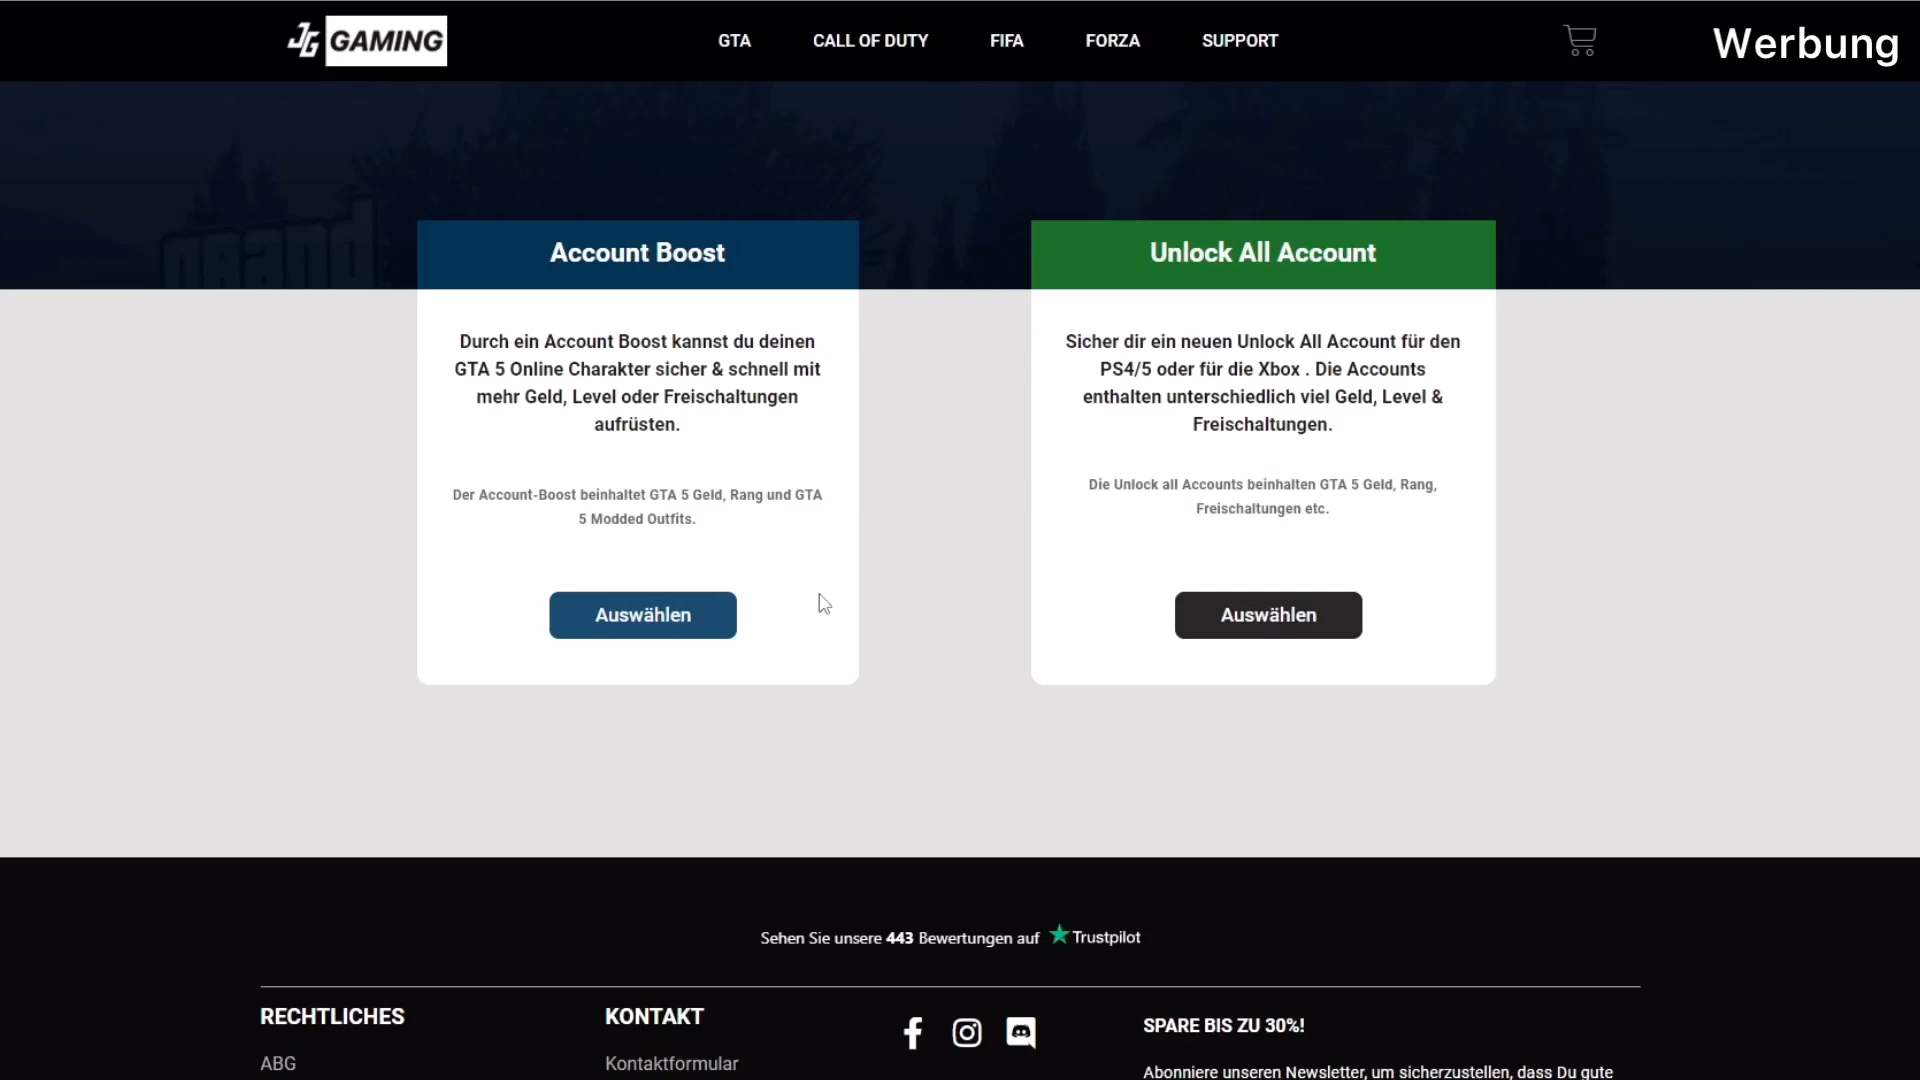 JG GAMING
GTA
CALL OF DUTY
FIFA
FORZA
SUPPORT
Werbung
GRAND
Account Boost
Durch ein Account Boost kannst du deinen
GTA 5 Online Charakter sicher & schnell mit
mehr Geld, Level oder Freischaltungen
aufrüsten.
Der Account-Boost beinhaltet GTA 5 Geld, Rang und GTA
5 Modded Outfits.
Auswählen
Unlock All Account
Sicher dir ein neuen Unlock All Account für den
PS4/5 oder für die Xbox . Die Accounts
enthalten unterschiedlich viel Geld, Level &
Freischaltungen.
Die Unlock all Accounts beinhalten GTA 5 Geld, Rang,
Freischaltungen etc.
Auswählen
Sehen Sie unsere 443 Bewertungen auf Trustpilot
RECHTLICHES
ABG
KONTAKT
Kontaktformular
SPARE BIS ZU 30%!
Abonniere unseren Newsletter, um sicherzustellen, dass Du gute